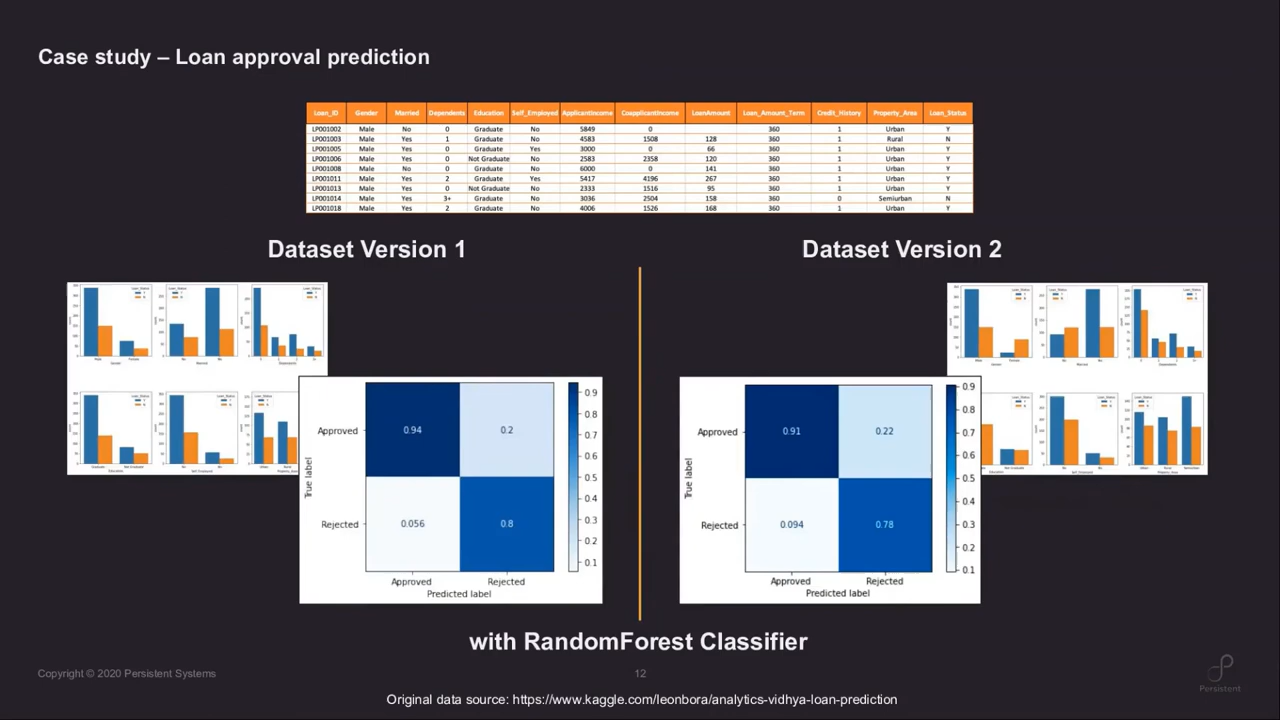 Case study – Loan approval prediction
Loan_ID Gender Married Dependents Education Self_Employed ApplicantIncome CoapplicantIncome LoanAmount Loan_Amount_Term Credit_History Property_Area Loan_Status
LP001002 Male No 0 Graduate No 5849 0 360 1 Urban Y
LP001003 Male Yes 1 Graduate No 4583 1508 128 360 1 Rural N
LP001005 Male Yes 0 Graduate Yes 3000 0 66 360 1 Urban Y
LP001006 Male Yes 0 Not Graduate No 2583 2358 120 360 1 Urban Y
LP001008 Male No 0 Graduate No 6000 0 141 360 1 Urban Y
LP001011 Male Yes 2 Graduate Yes 5417 4196 267 360 1 Urban Y
LP001013 Male Yes 0 Not Graduate No 2333 1516 95 360 1 Urban Y
LP001014 Male Yes 3+ Graduate No 3036 2504 158 360 0 Semiurban N
LP001018 Male Yes 2 Graduate No 4006 1526 168 360 1 Urban Y
Dataset Version 1
Dataset Version 2
True label
Approved 0.94 0.2
Rejected 0.056 0.8
Approved Rejected
Predicted label
0.9
0.8
0.7
0.6
0.5
0.4
0.3
0.2
0.1
True label
Approved 0.91 0.22
Rejected 0.094 0.78
Approved Rejected
Predicted label
0.9
0.8
0.7
0.6
0.5
0.4
0.3
0.2
0.1
with RandomForest Classifier
Copyright © 2020 Persistent Systems
12
Persistent
Original data source: https://www.kaggle.com/leonbora/analytics-vidhya-loan-prediction